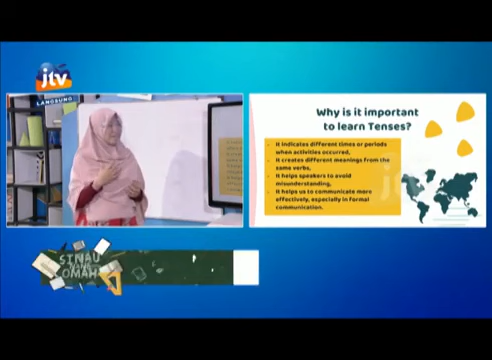 jtv
LANGSUNG
Why is it important
to learn Tenses?
- It indicates different times or periods
when activities occurred,
- It creates different meanings from the
same verbs,
- It helps speakers to avoid
misunderstanding,
- It helps us to communicate more
effectively, especially in formal
communication.
jtv
SINAU
NANG
OMAH